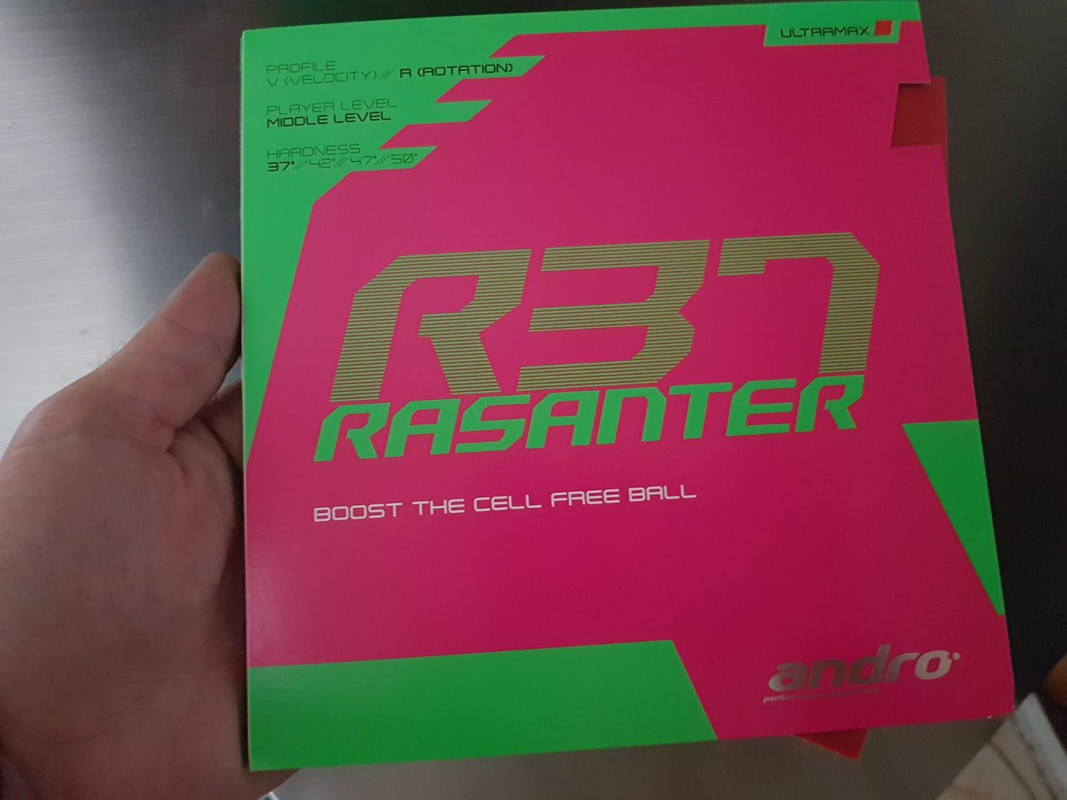 ULTRAMAX
PROFILE
V (VELOCITY) // R (ROTATION)
PLAYER LEVEL
MIDDLE LEVEL
HARDNESS
37°//42°//47°//50°
R37
RASANTER
BOOST THE CELL FREE BALL
andro